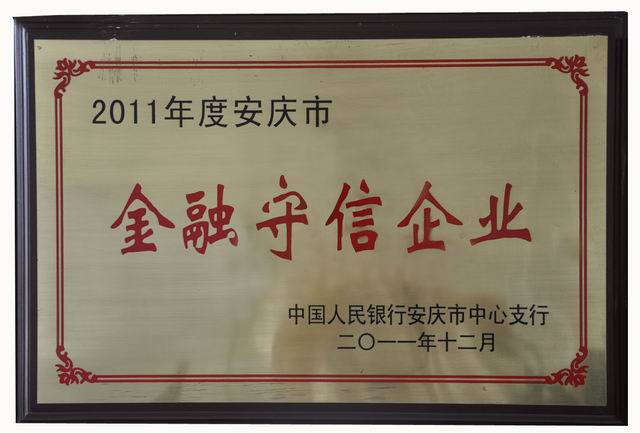 2011年度安庆市
金融守信企业
中国人民银行安庆市中心支行
二〇一一年十二月